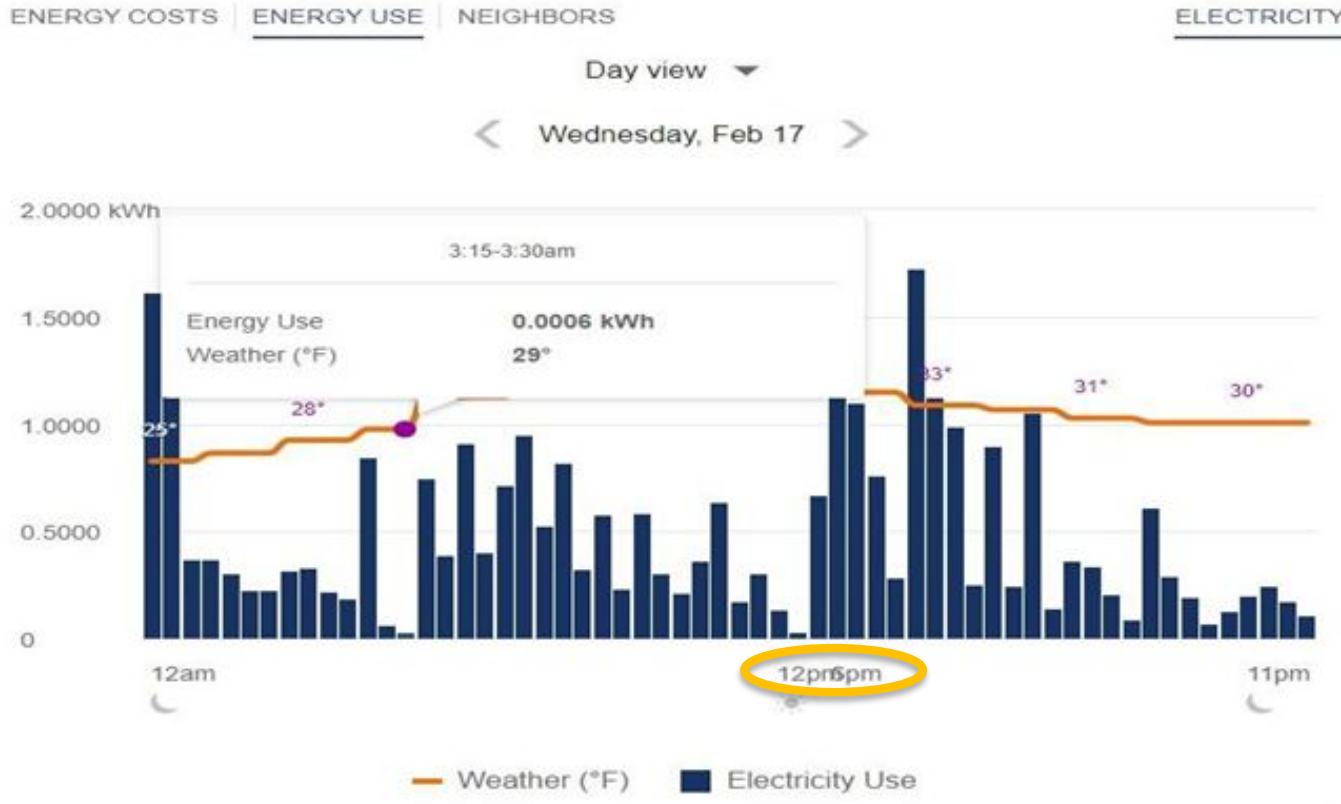 ENERGY COSTS ENERGY USE NEIGHBORS ELECTRICITY
Day view
Wednesday, Feb 17
2.0000 kWh
3:15-3:30am
1.5000
Energy Use 0.0006 kWh
Weather (°F) 29°
33°
31°
30°
28°
1.0000
25°
0.5000
0
12am 12pm 6pm 11pm
Weather (°F) Electricity Use